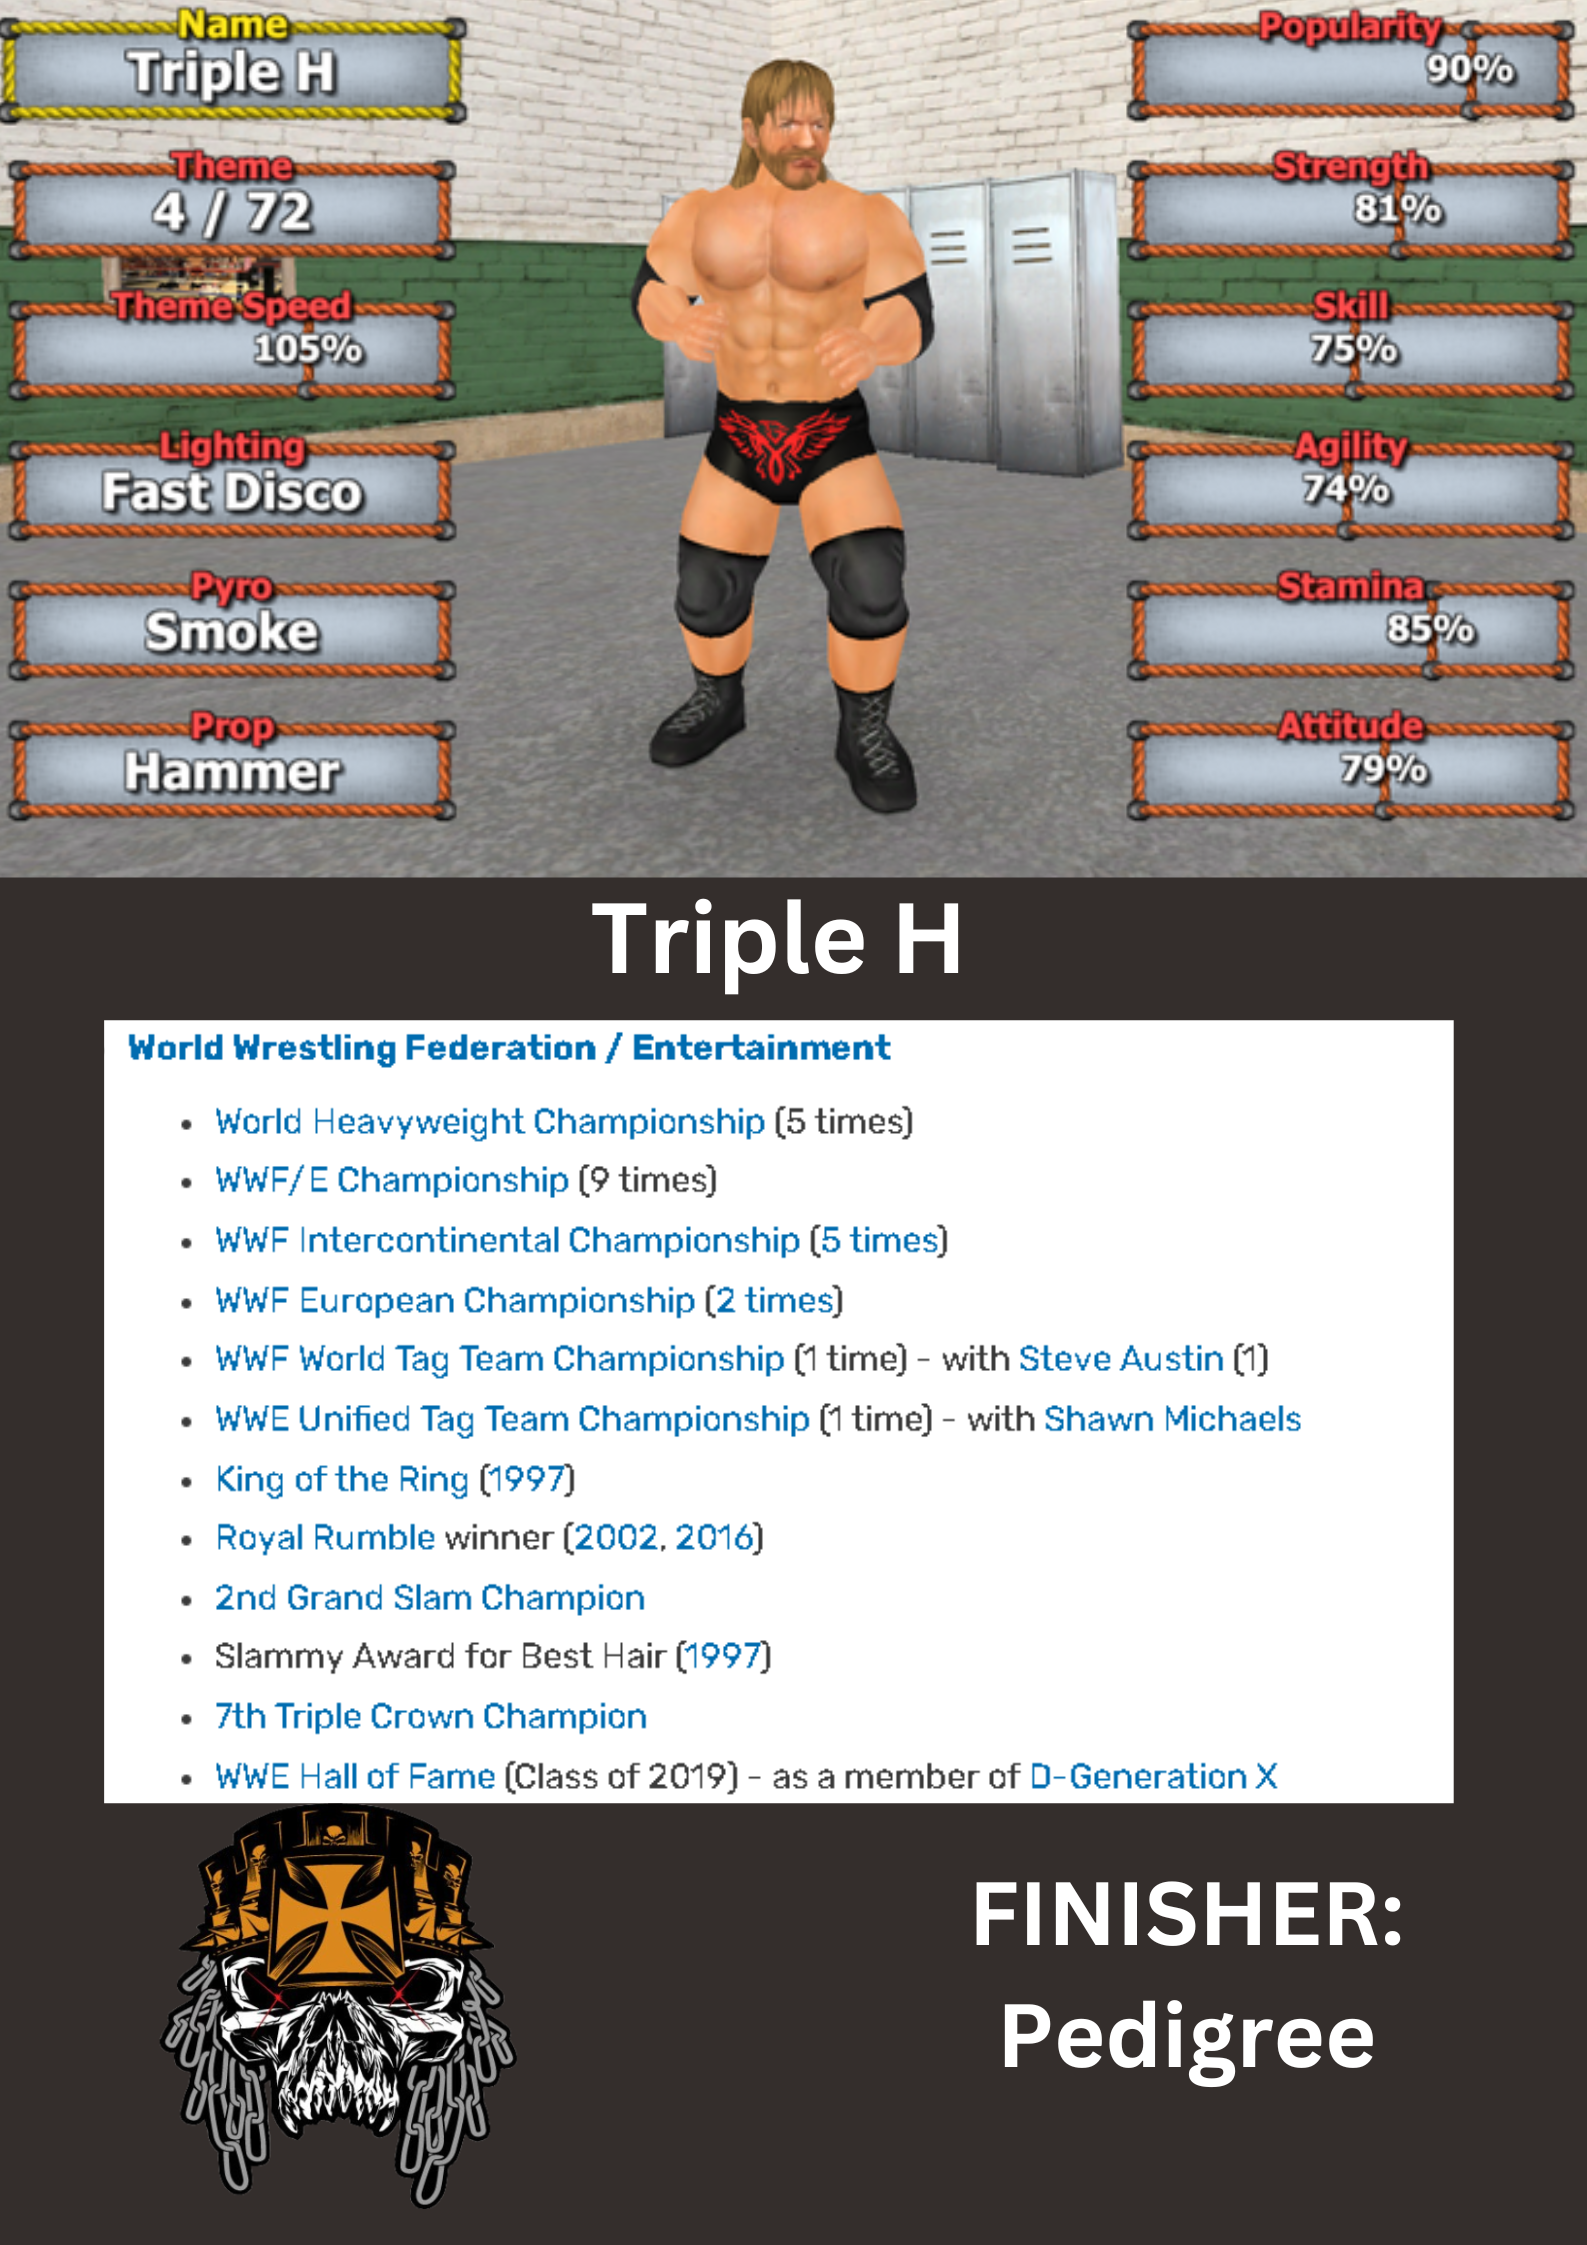 Name
Triple H
Theme
4 / 72
Theme Speed
105%
Lighting
Fast Disco
Pyro
Smoke
Prop
Hammer
Popularity
90%
Strength
81%
Skill
75%
Agility
74%
Stamina
85%
Attitude
79%
Triple H
World Wrestling Federation / Entertainment
• World Heavyweight Championship (5 times)
• WWF/E Championship (9 times)
• WWF Intercontinental Championship (5 times)
• WWF European Championship (2 times)
• WWF World Tag Team Championship (1 time) - with Steve Austin (1)
• WWE Unified Tag Team Championship (1 time) - with Shawn Michaels
• King of the Ring (1997)
• Royal Rumble winner (2002, 2016)
• 2nd Grand Slam Champion
• Slammy Award for Best Hair (1997)
• 7th Triple Crown Champion
• WWE Hall of Fame (Class of 2019) - as a member of D-Generation X
FINISHER:
Pedigree